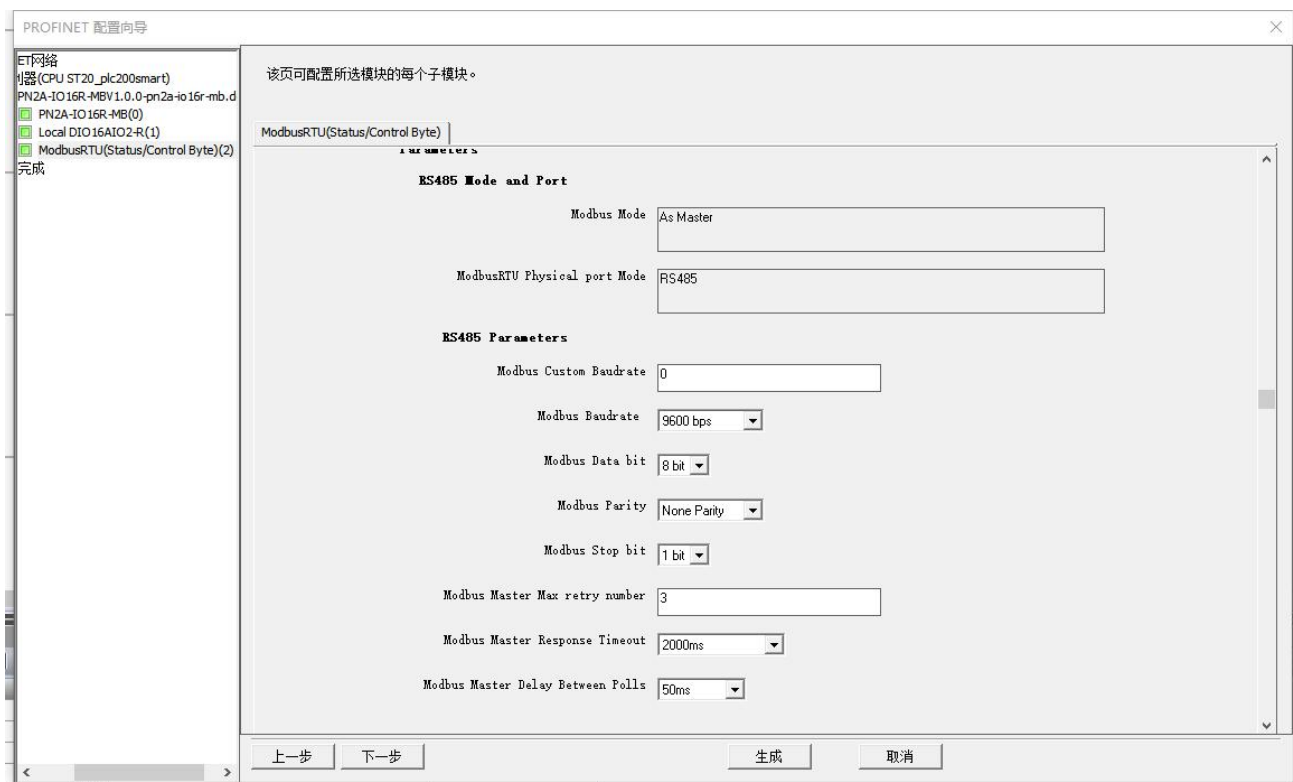 PROFINET 配置向导
ET网络
器(CPU ST20_plc200smart)
PN2A-IO16R-MBV1.0.0-pn2a-io16r-mb.d
PN2A-IO16R-MB(0)
Local DIO16AIO2-R(1)
ModbusRTU(Status/Control Byte)(2)
完成
该页可配置所选模块的每个子模块。
ModbusRTU(Status/Control Byte)
Parameters
RS485 Mode and Port
Modbus Mode As Master
ModbusRTU Physical port Mode RS485
RS485 Parameters
Modbus Custom Baudrate 0
Modbus Baudrate 9600 bps
Modbus Data bit 8 bit
Modbus Parity None Parity
Modbus Stop bit 1 bit
Modbus Master Max retry number 3
Modbus Master Response Timeout 2000ms
Modbus Master Delay Between Polls 50ms
上一步 下一步 生成 取消